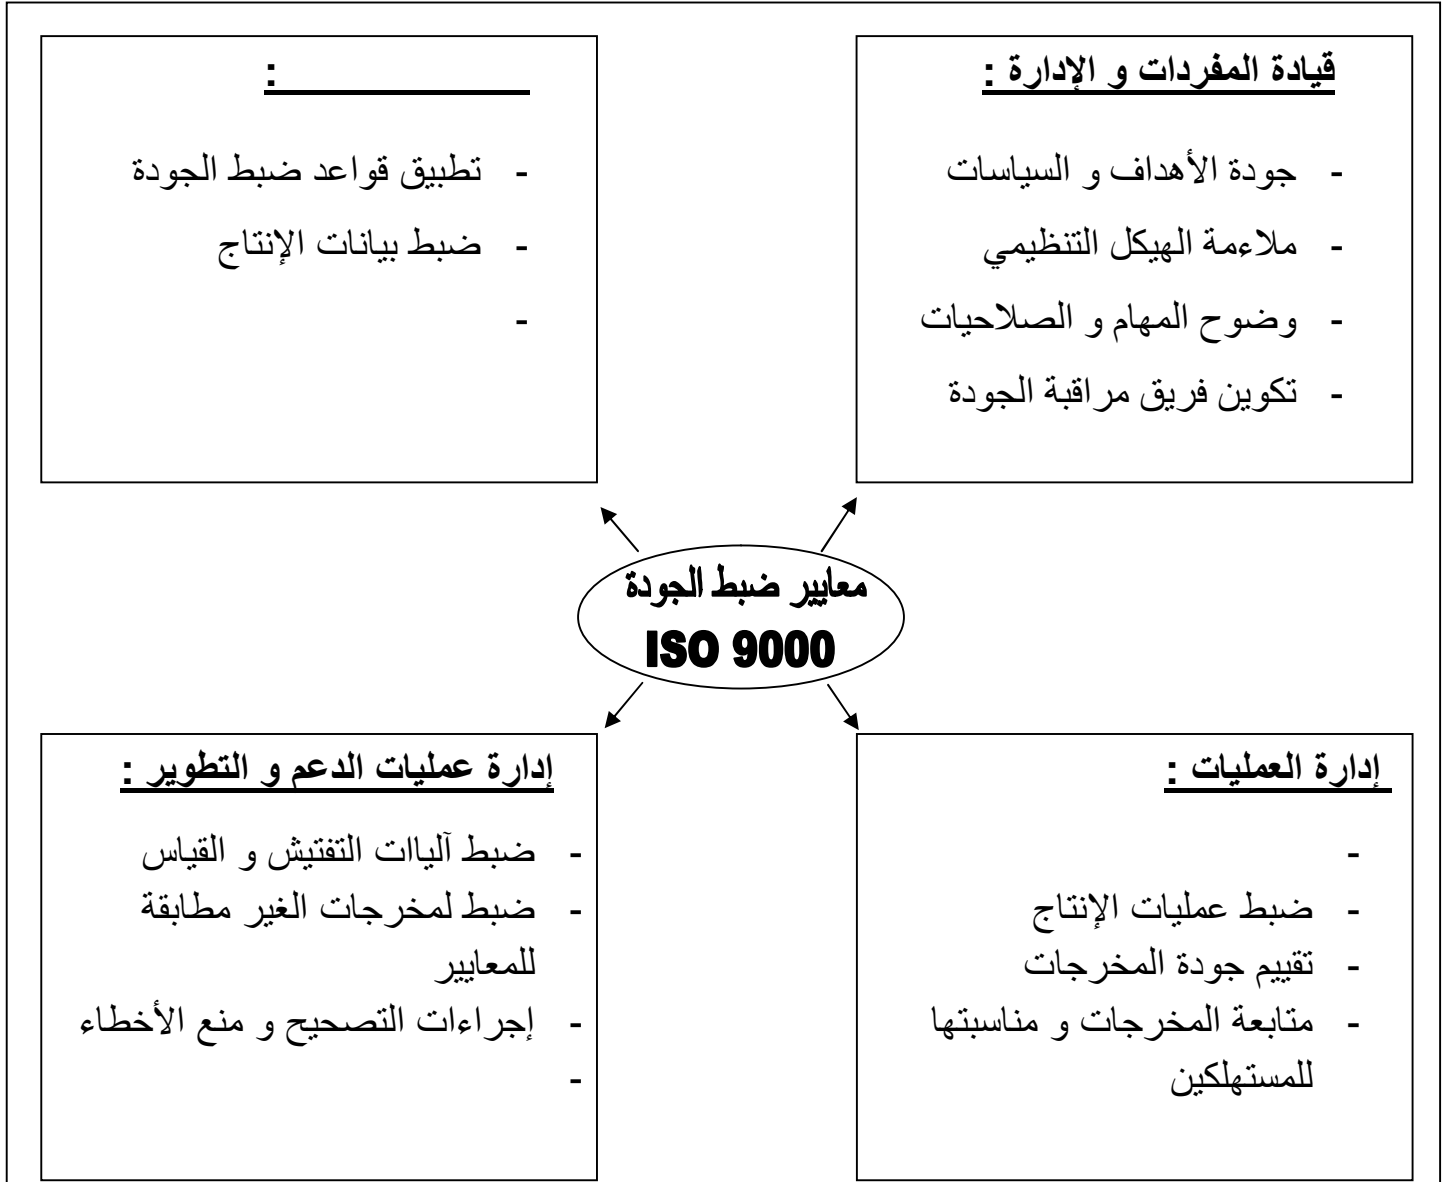 قيادة المفردات و الإدارة :
- جودة الأهداف و السياسات
- ملاءمة الهيكل التنظيمي
- وضوح المهام و الصلاحيات
- تكوين فريق مراقبة الجودة
:
- تطبيق قواعد ضبط الجودة
- ضبط بيانات الإنتاج
-
معايير ضبط الجودة
ISO 9000
إدارة العمليات :
-
- ضبط عمليات الإنتاج
- تقييم جودة المخرجات
- متابعة المخرجات و مناسبتها
للمستهلكين
إدارة عمليات الدعم و التطوير :
- ضبط آلياات التفتيش و القياس
- ضبط لمخرجات الغير مطابقة
للمعايير
- إجراءات التصحيح و منع الأخطاء
-